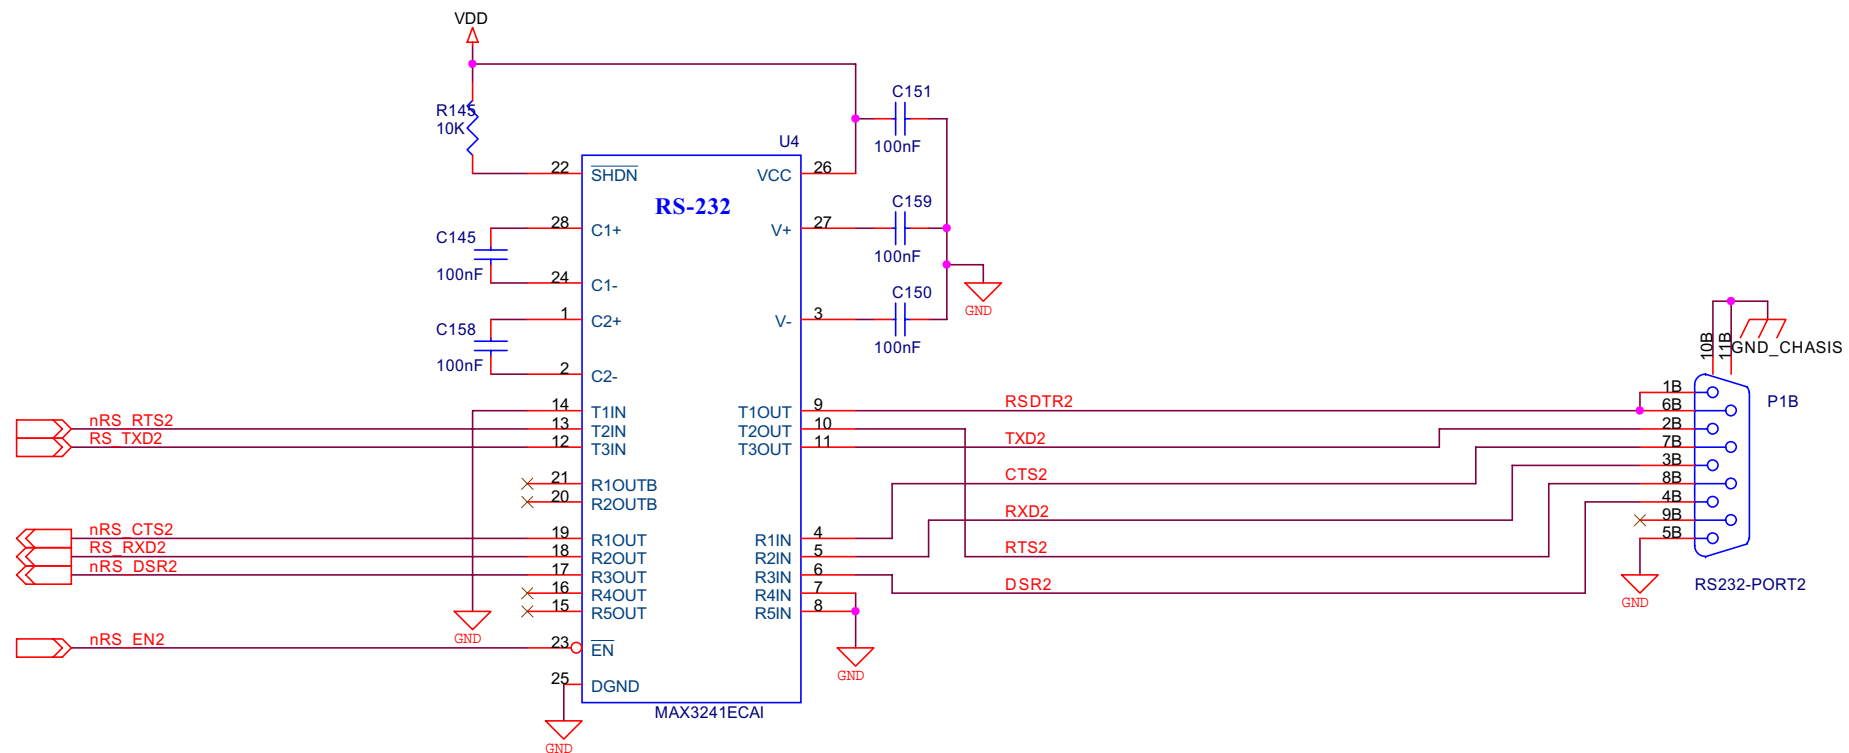 VDD
R145
10K
C151
100nF
U4
22
SHDN
VCC
26
RS-232
C159
100nF
28
C1+
V+
27
C145
100nF
24
C1-
GND
C150
100nF
1
C2+
V-
3
C158
100nF
2
C2-
10B
11B
GND_CHASIS
14
T1IN
T1OUT
9
RSDTR2
1B
6B
P1B
nRS_RTS2
13
T2IN
T2OUT
10
2B
RS_TXD2
12
T3IN
T3OUT
11
TXD2
7B
21
R1OUTB
CTS2
3B
20
R2OUTB
8B
RXD2
4B
nRS_CTS2
19
R1OUT
R1IN
4
9B
RS_RXD2
18
R2OUT
R2IN
5
RTS2
5B
nRS_DSR2
17
R3OUT
R3IN
6
DSR2
16
R4OUT
R4IN
7
GND
RS232-PORT2
15
R5OUT
R5IN
8
GND
nRS_EN2
23
EN
GND
25
DGND
MAX3241ECAI
GND